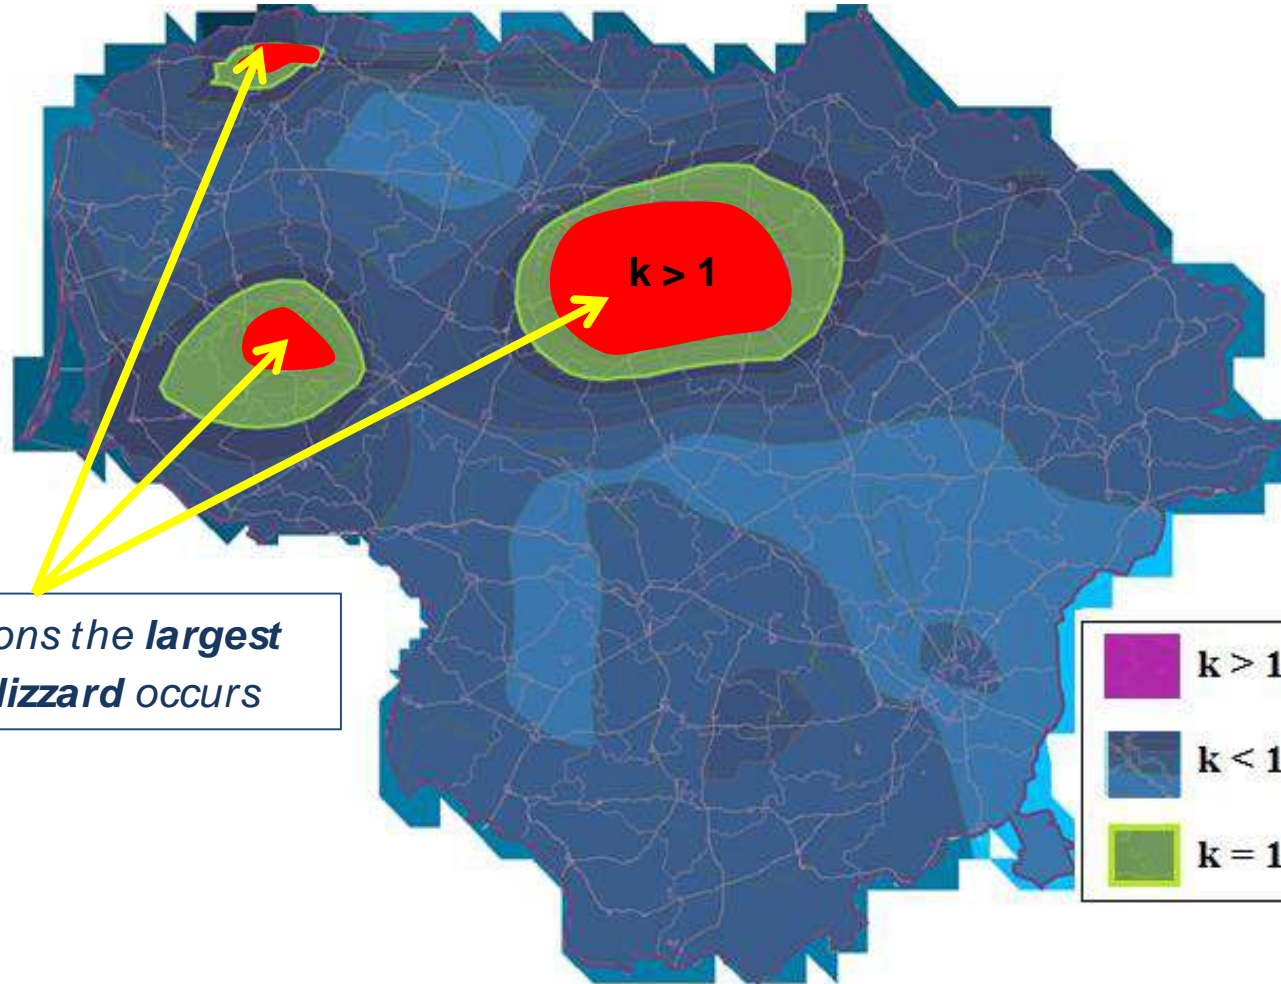 k > 1
ons the largest
lizzard occurs
k > 1
k < 1
k = 1